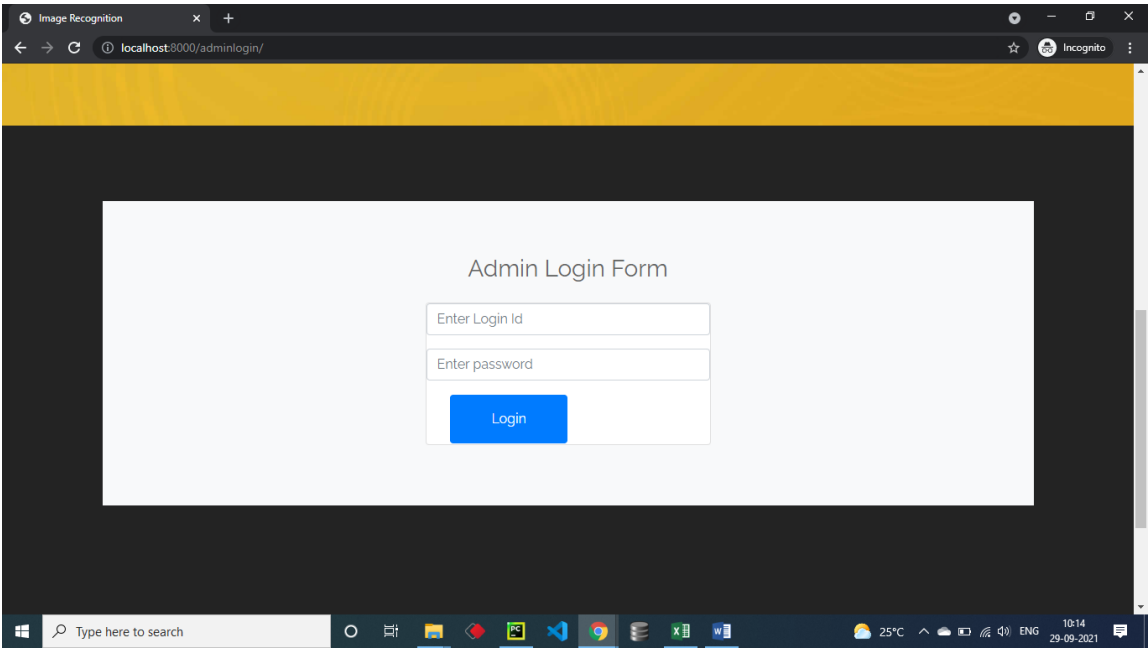 Image Recognition
localhost:8000/adminlogin/
Incognito
Admin Login Form
Enter Login Id
Enter password
Login
Type here to search
PC
25°C
ENG
10:14
29-09-2021